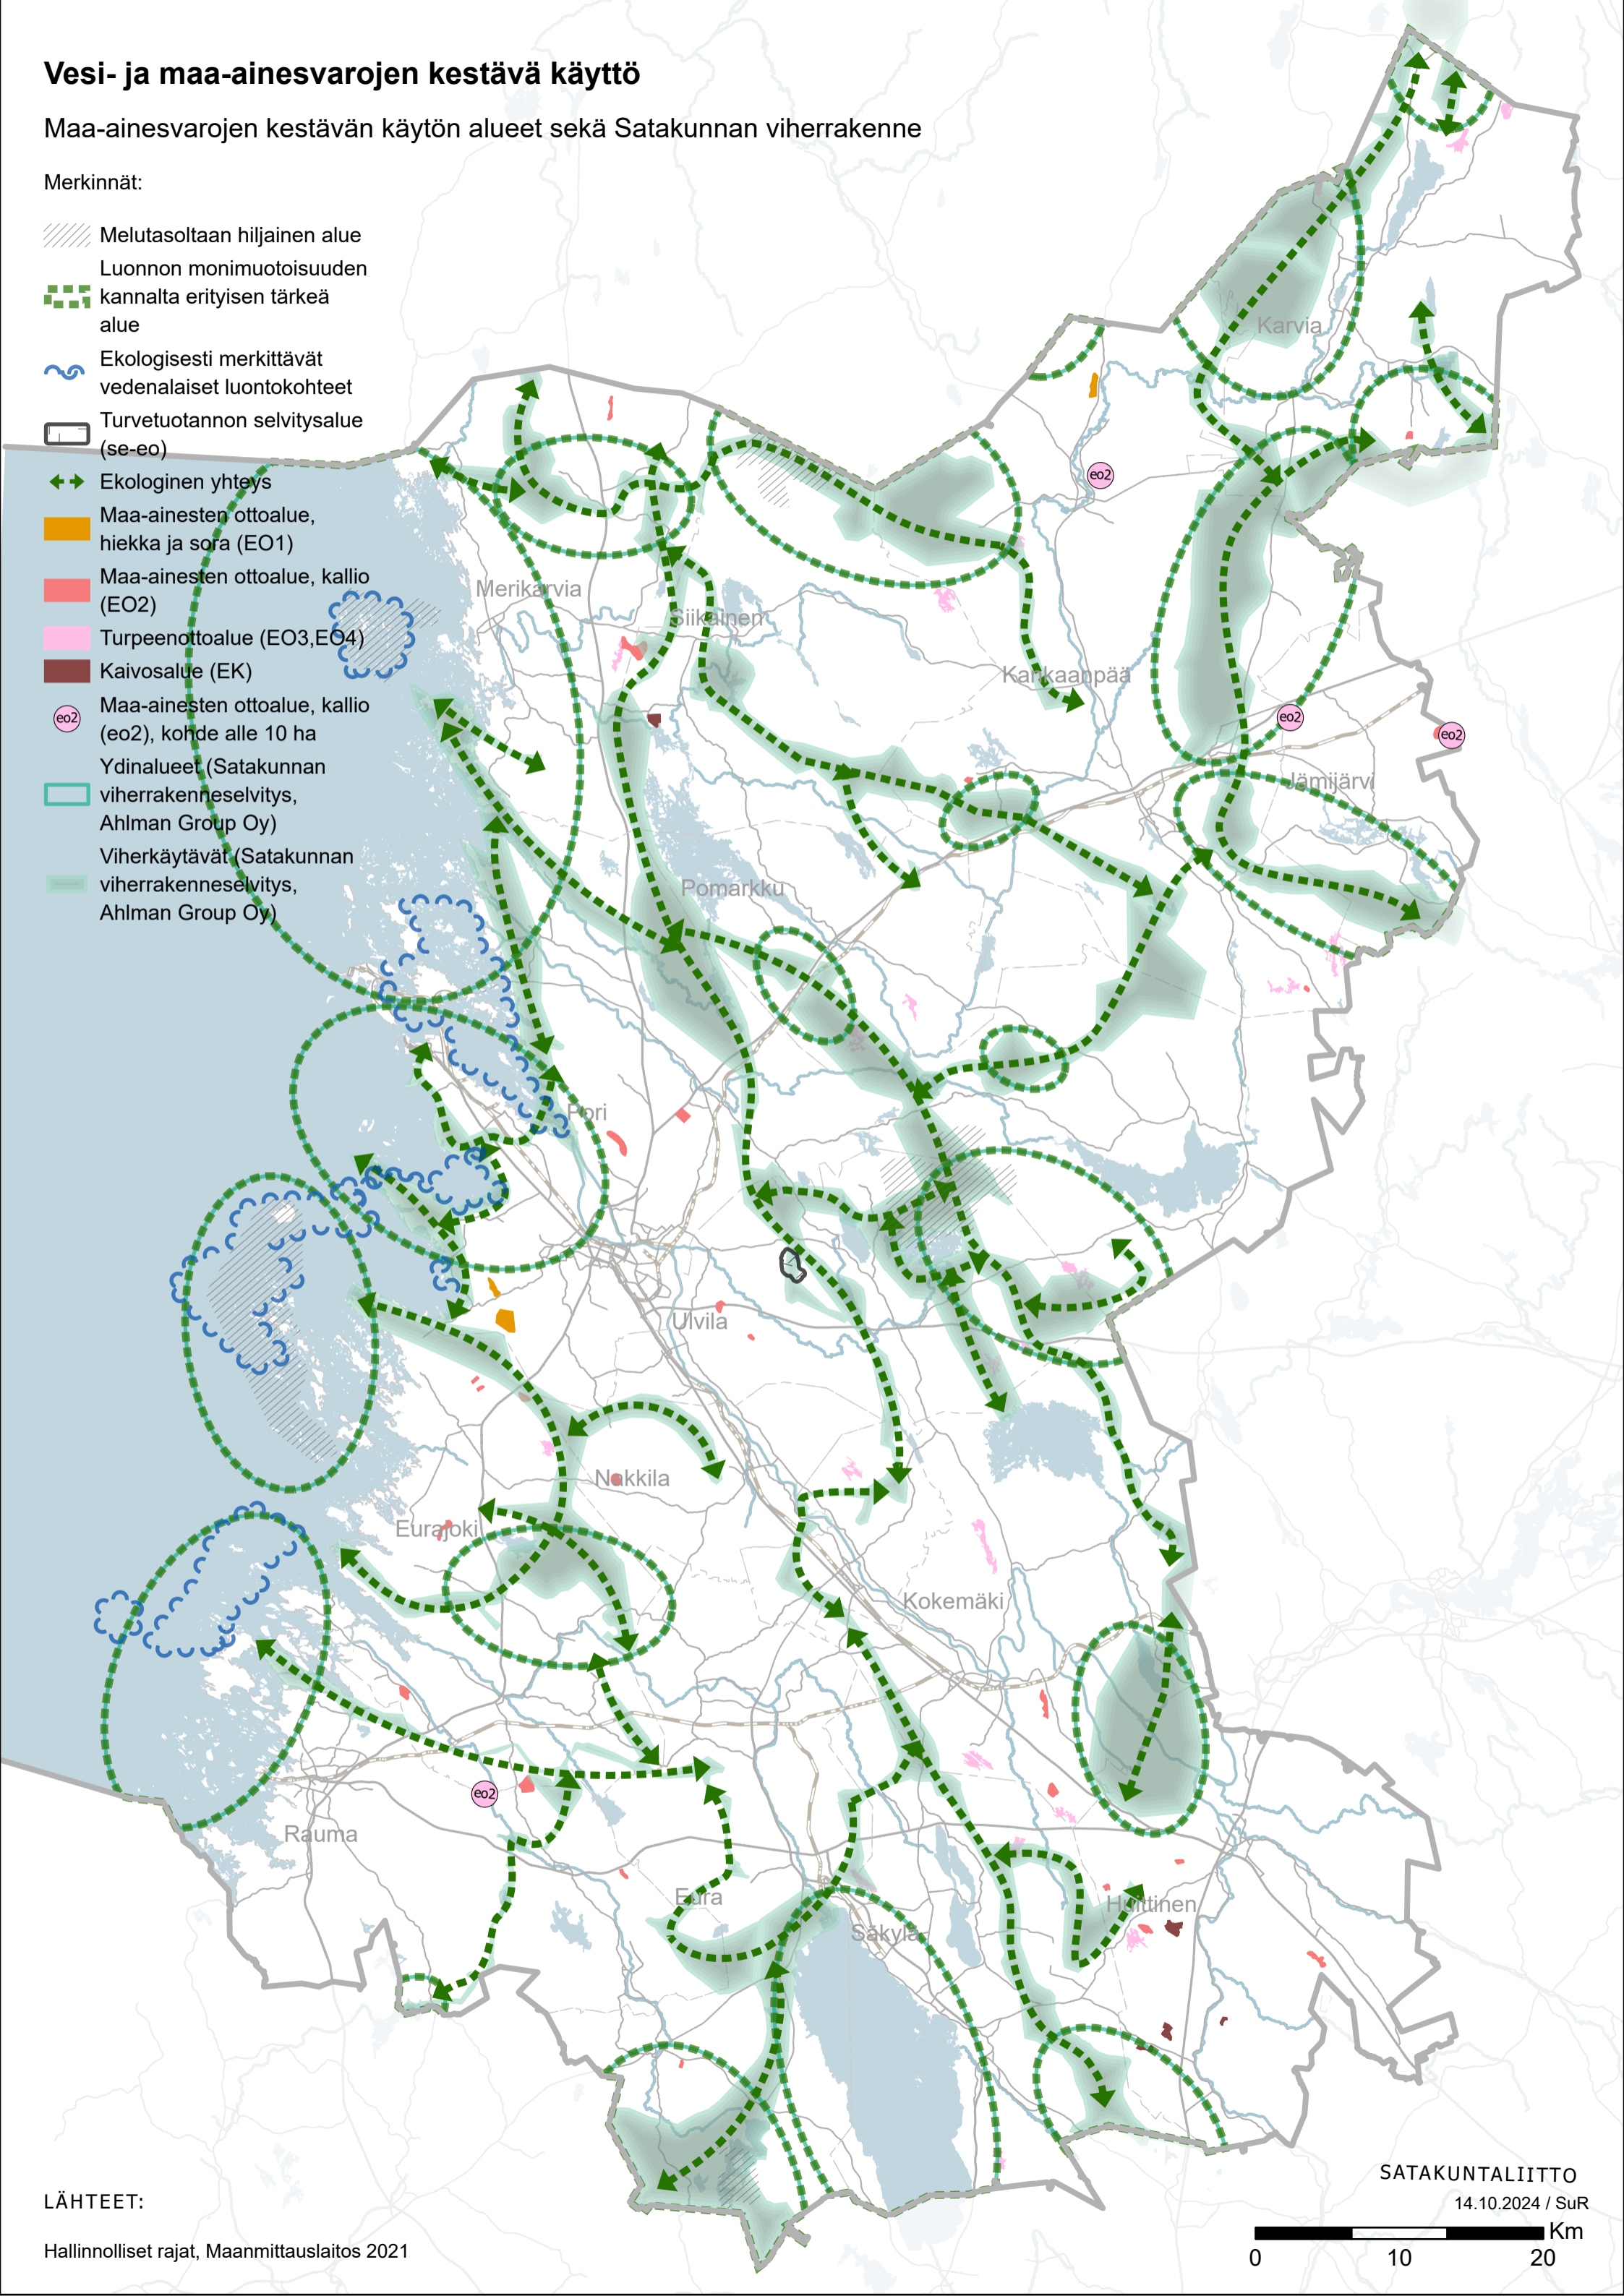 Vesi- ja maa-ainesvarojen kestävä käyttö
Maa-ainesvarojen kestävän käytön alueet sekä Satakunnan viherrakenne
Merkinnät:
Melutasoltaan hiljainen alue
Luonnon monimuotoisuuden
kannalta erityisen tärkeä
alue
Ekologisesti merkittävät
vedenalaiset luontokohteet
Turvetuotannon selvitysalue
(se-eo)
Ekologinen yhteys
Maa-ainesten ottoalue,
hiekka ja sora (EO1)
Maa-ainesten ottoalue, kallio
(EO2)
Turpeenottoalue (EO3,EO4)
Kaivosalue (EK)
eo2
Maa-ainesten ottoalue, kallio
(eo2), kohde alle 10 ha
Ydinalueet (Satakunnan
viherrakenneselvitys,
Ahlman Group Oy)
Viherkäytävät (Satakunnan
viherrakenneselvitys,
Ahlman Group Oy)
Karvia
eo2
Merikarvia
Siikainen
Kankaanpää
eo2
eo2
Jämijärvi
Pomarkku
Pori
Ulvila
Nakkila
Eurajoki
Kokemäki
eo2
Rauma
Eura
Huittinen
Säkylä
LÄHTEET:
Hallinnolliset rajat, Maanmittauslaitos 2021
SATAKUNTALIITTO
14.10.2024 / SuR
Km
0 10 20